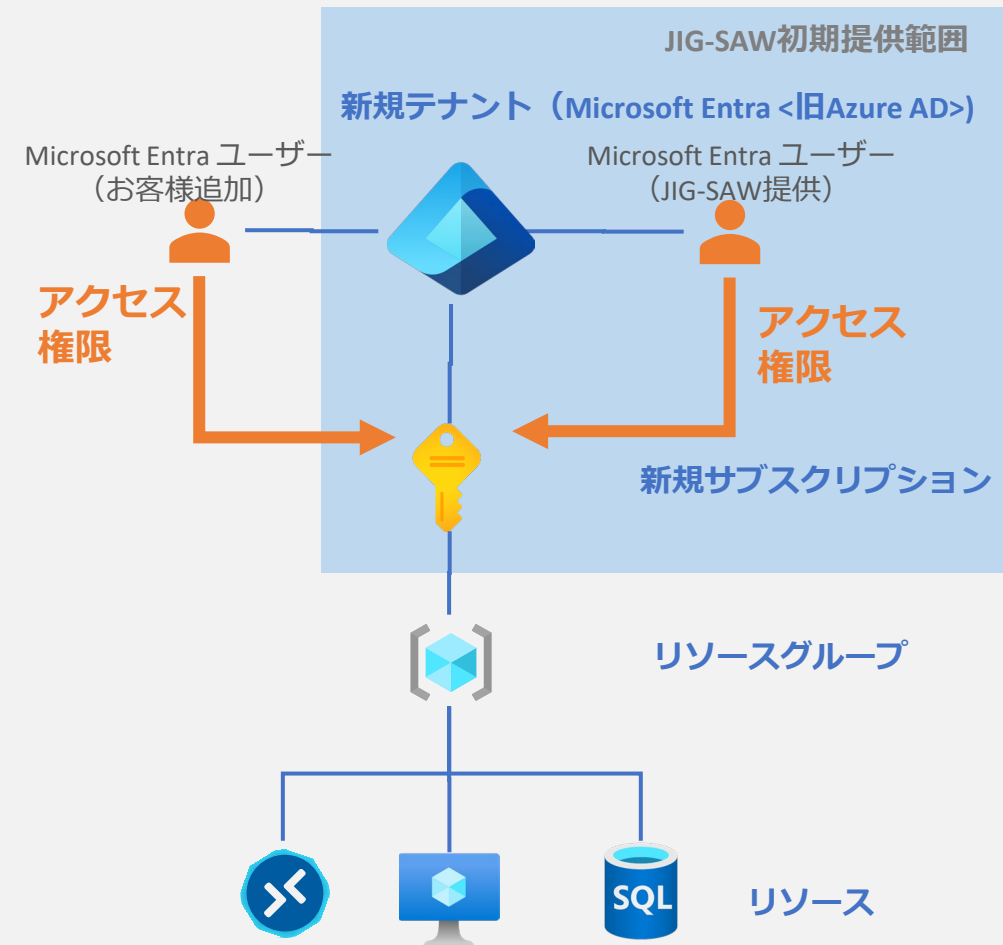 JIG-SAW初期提供範囲
新規テナント（Microsoft Entra <旧Azure AD>)
Microsoft Entra ユーザー
（お客様追加）
Microsoft Entra ユーザー
（JIG-SAW提供）
アクセス
権限
アクセス
権限
新規サブスクリプション
リソースグループ
SQL
リソース